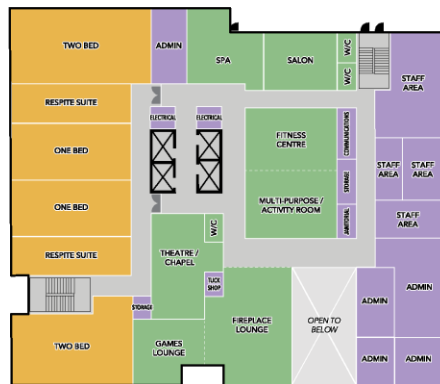 TWO BED
ADMIN
SPA
SALON
W/C
W/C
STAFF
AREA
RESPITE SUITE
ELECTRICAL
ELECTRICAL
ONE BED
FITNESS
CENTRE
COMMUNICATIONS
STAFF
AREA
STAFF
AREA
STORAGE
ONE BED
MULTI-PURPOSE /
ACTIVITY ROOM
JANITORIAL
STAFF
AREA
W/C
RESPITE SUITE
THEATRE /
CHAPEL
TUCK
SHOP
ADMIN
ADMIN
STORAGE
TWO BED
GAMES
LOUNGE
FIREPLACE
LOUNGE
OPEN TO
BELOW
ADMIN
ADMIN